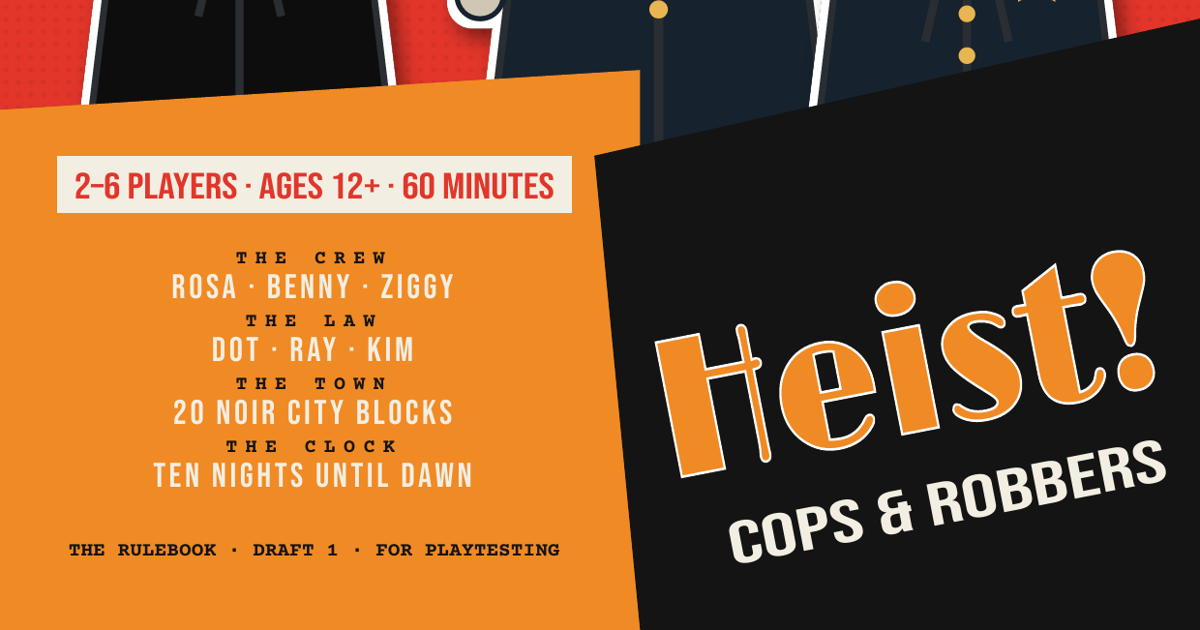 2–6 PLAYERS · AGES 12+ · 60 MINUTES
THE CREW
ROSA · BENNY · ZIGGY
THE LAW
DOT · RAY · KIM
THE TOWN
20 NOIR CITY BLOCKS
THE CLOCK
TEN NIGHTS UNTIL DAWN
THE RULEBOOK · DRAFT 1 · FOR PLAYTESTING
Heist!
COPS & ROBBERS